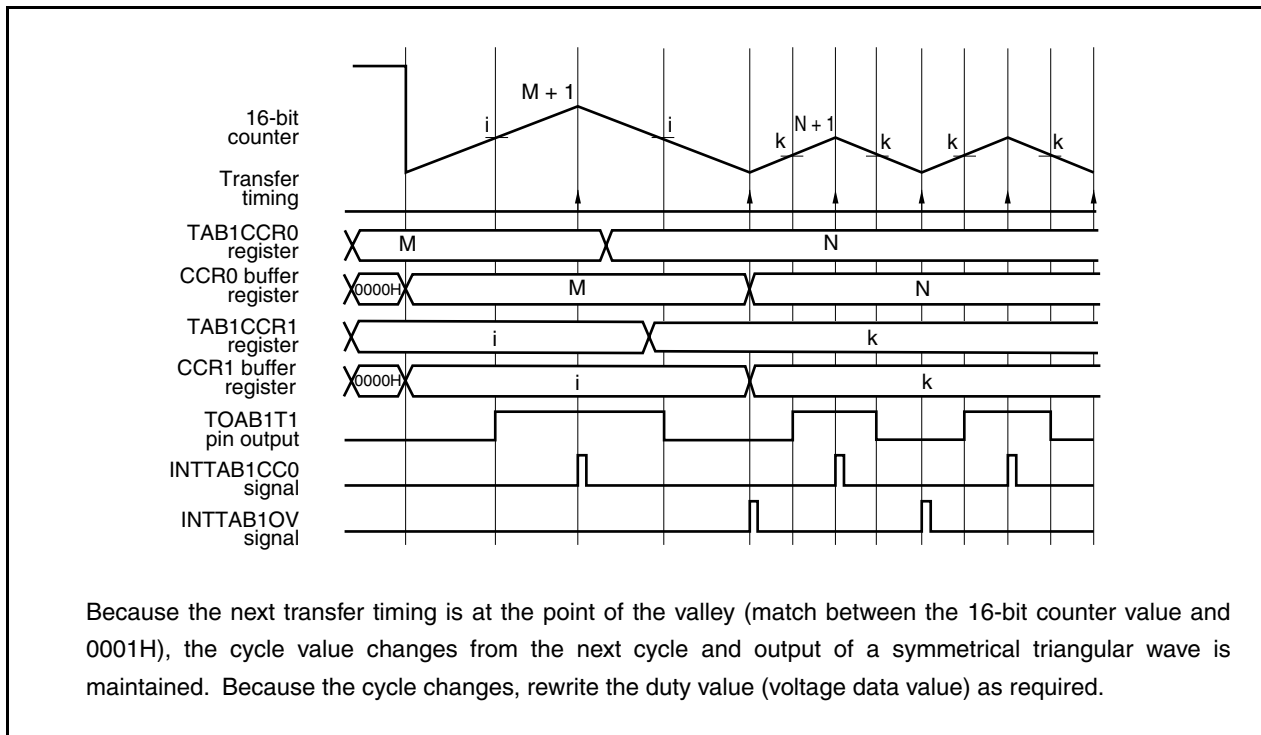 M + 1
16-bit
counter
i
i
N + 1
k
k
k
k
Transfer
timing
TAB1CCR0
register
M
N
CCR0 buffer
register
0000H
M
N
TAB1CCR1
register
i
k
CCR1 buffer
register
0000H
i
k
TOAB1T1
pin output
INTTAB1CC0
signal
INTTAB1OV
signal
Because the next transfer timing is at the point of the valley (match between the 16-bit counter value and
0001H), the cycle value changes from the next cycle and output of a symmetrical triangular wave is
maintained. Because the cycle changes, rewrite the duty value (voltage data value) as required.